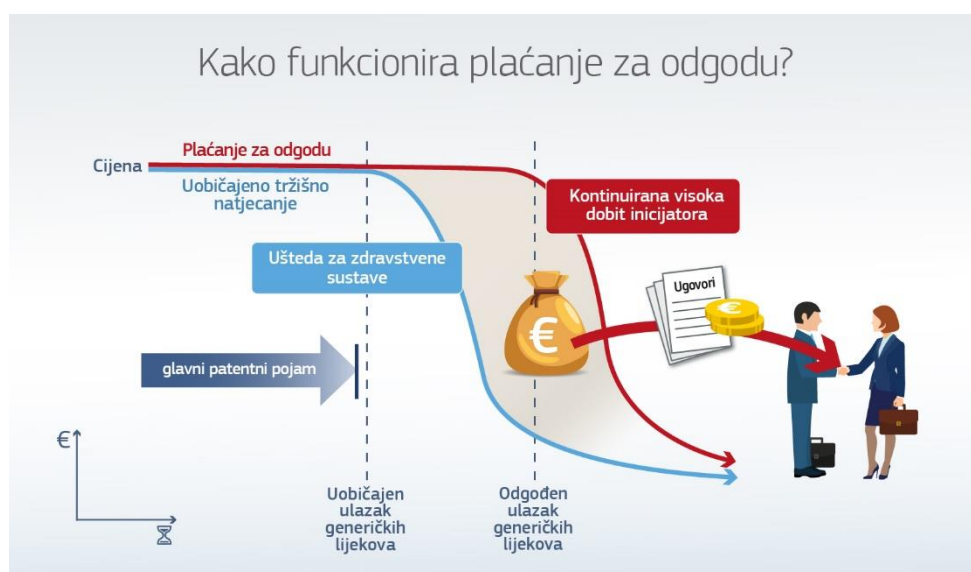 Kako funkcionira plaćanje za odgodu?
Cijena
Plaćanje za odgodu
Uobičajeno tržišno
natjecanje
Kontinuirana visoka
dobit inicijatora
Ušteda za zdravstvene
sustave
Ugovori
€
€
glavni patentni pojam
€
Uobičajen
ulazak
generičkih
lijekova
Odgođen
ulazak
generičkih
lijekova